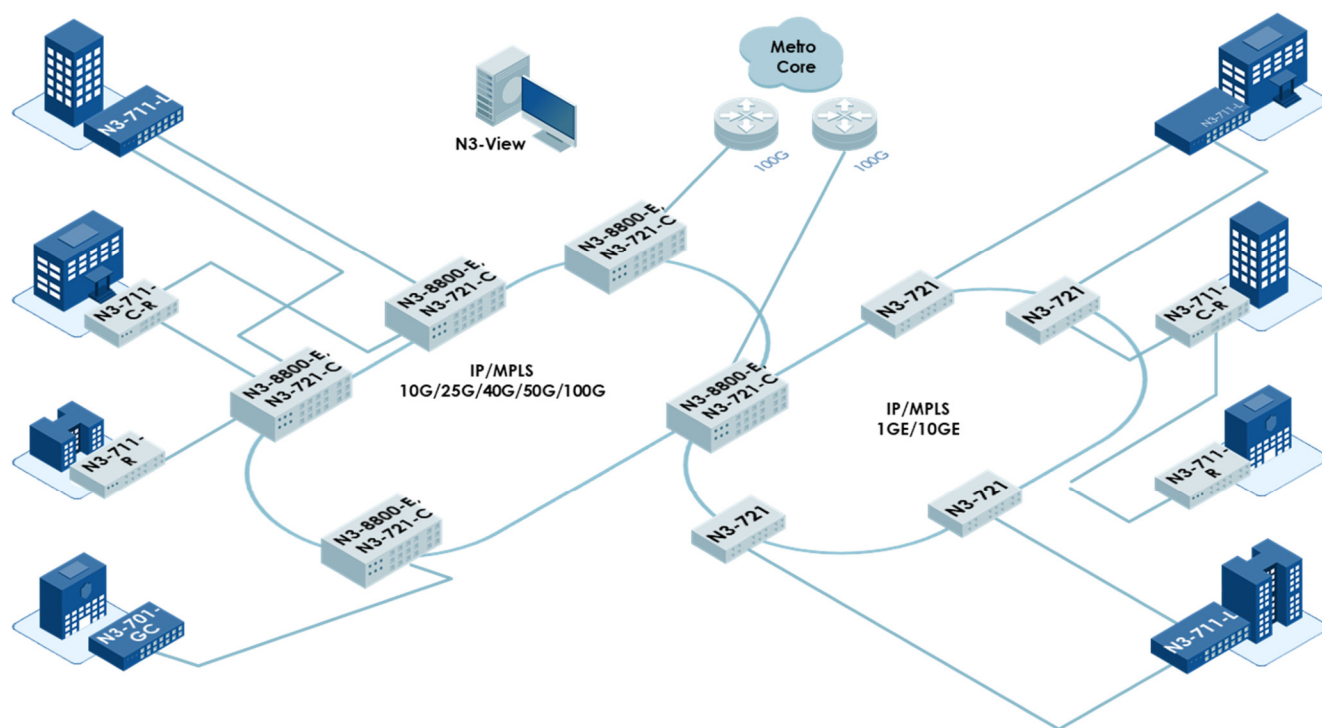 Metro
Core
N3-View
100G
100G
N3-711-L
N3-711-L
N3-8800-E,
N3-721-C
N3-8800-E,
N3-721-C
N3-711-
C-R
N3-721
N3-721
N3-711-
C-R
N3-8800-E,
N3-721-C
IP/MPLS
10G/25G/40G/50G/100G
N3-8800-E,
N3-721-C
IP/MPLS
1GE/10GE
N3-711-
R
N3-711-
R
N3-8800-E,
N3-721-C
N3-721
N3-721
N3-701-
GC
N3-711-L